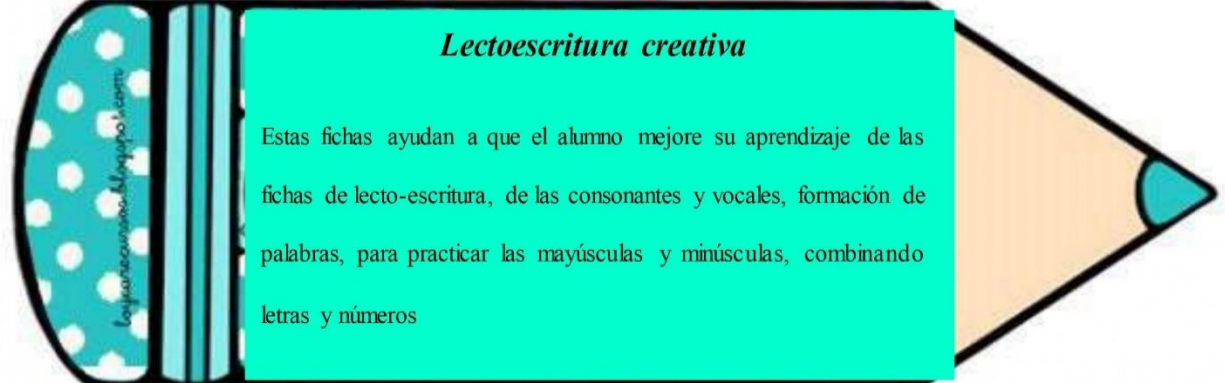 Lectoescritura creativa
Estas fichas ayudan a que el alumno mejore su aprendizaje de las
fichas de lecto-escritura, de las consonantes y vocales, formación de
palabras, para practicar las mayúsculas y minúsculas, combinando
letras y números